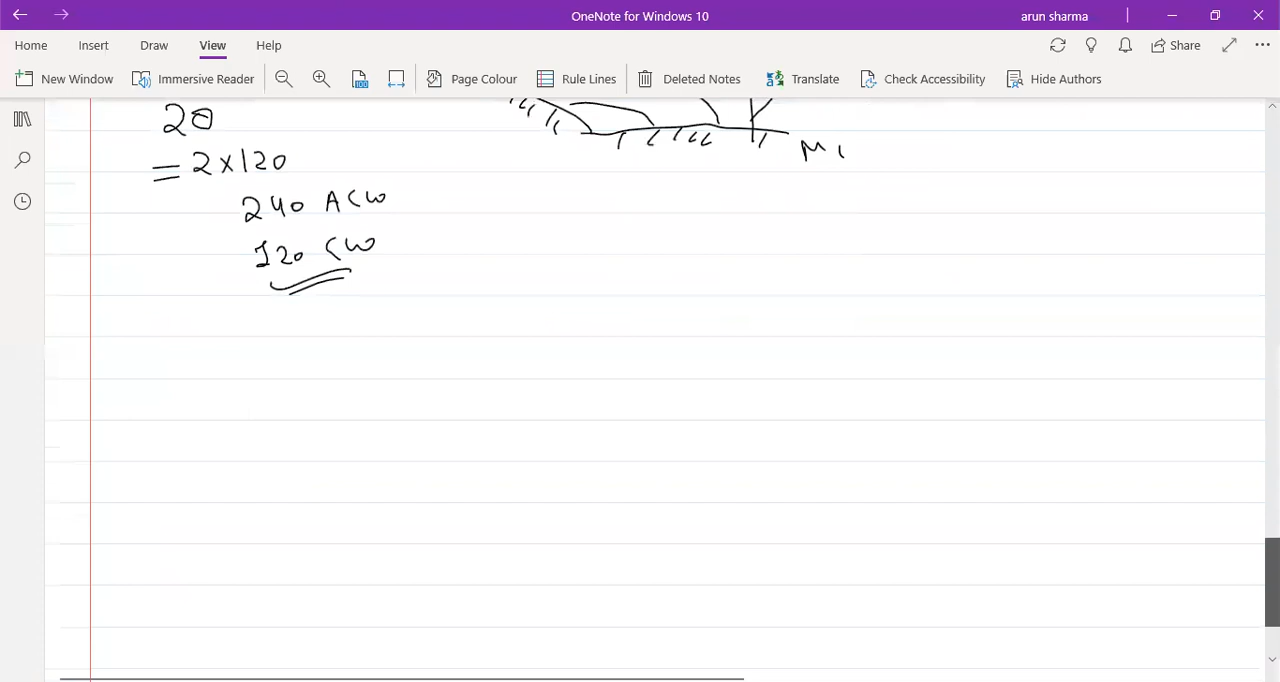 OneNote for Windows 10
arun sharma
Home Insert Draw View Help
Share
New Window Immersive Reader Page Colour Rule Lines Deleted Notes Translate Check Accessibility Hide Authors
2θ
= 2 × 120
240 ACW
120 CW
M1